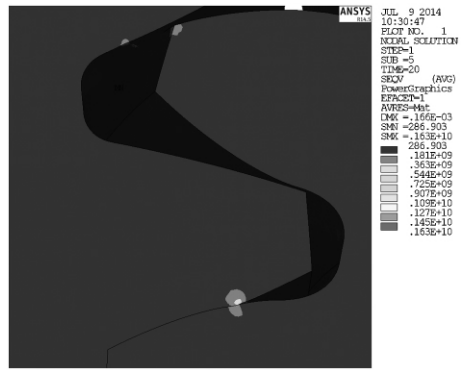 ANSYS
R14.5
JUL 9 2014
10:30:47
PLOT NO. 1
NODAL SOLUTION
STEP=1
SUB =5
TIME=20
SEQV (AVG)
PowerGraphics
EFACET=1
AVRES=Mat
DMX =.166E-03
SMN =286.903
SMX =.163E+10
286.903
.181E+09
.363E+09
.544E+09
.725E+09
.907E+09
.109E+10
.127E+10
.145E+10
.163E+10